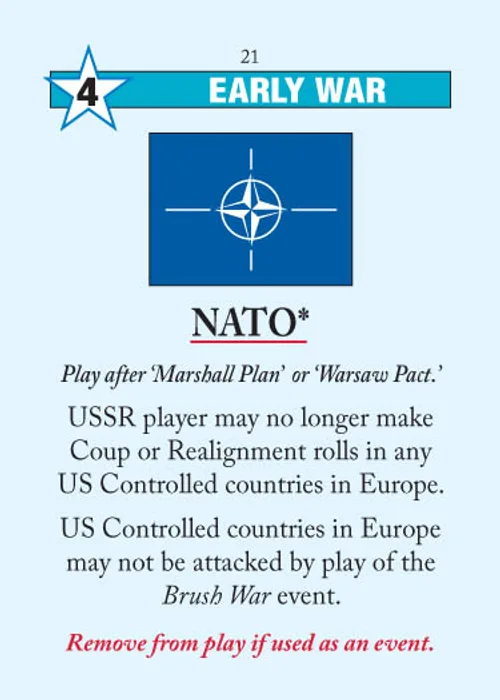 21
4
EARLY WAR
NATO*
Play after ‘Marshall Plan’ or ‘Warsaw Pact.’
USSR player may no longer make
Coup or Realignment rolls in any
US Controlled countries in Europe.
US Controlled countries in Europe
may not be attacked by play of the
Brush War event.
Remove from play if used as an event.